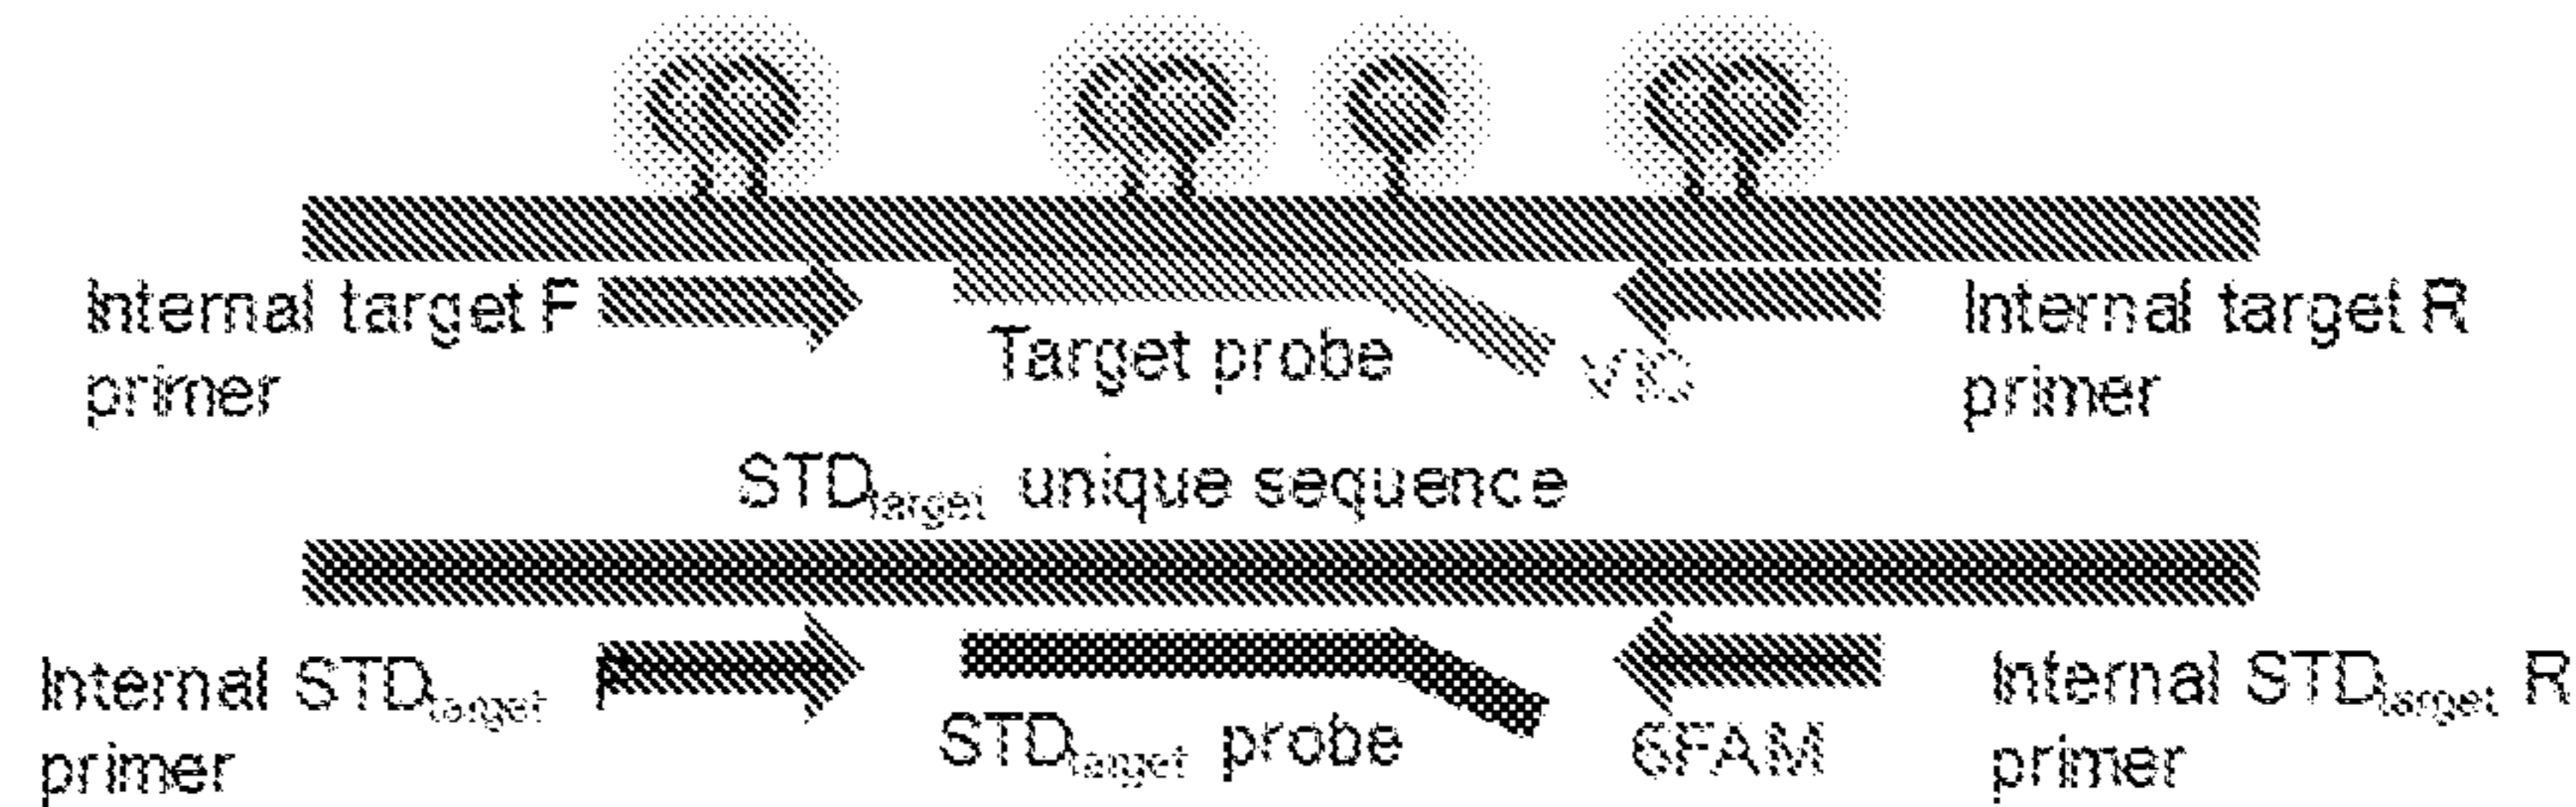 Internal target F
primer
Target probe
VIC
Internal target R
primer
STDtarget unique sequence
Internal STDtarget F
primer
STDtarget probe
6FAM
Internal STDtarget R
primer